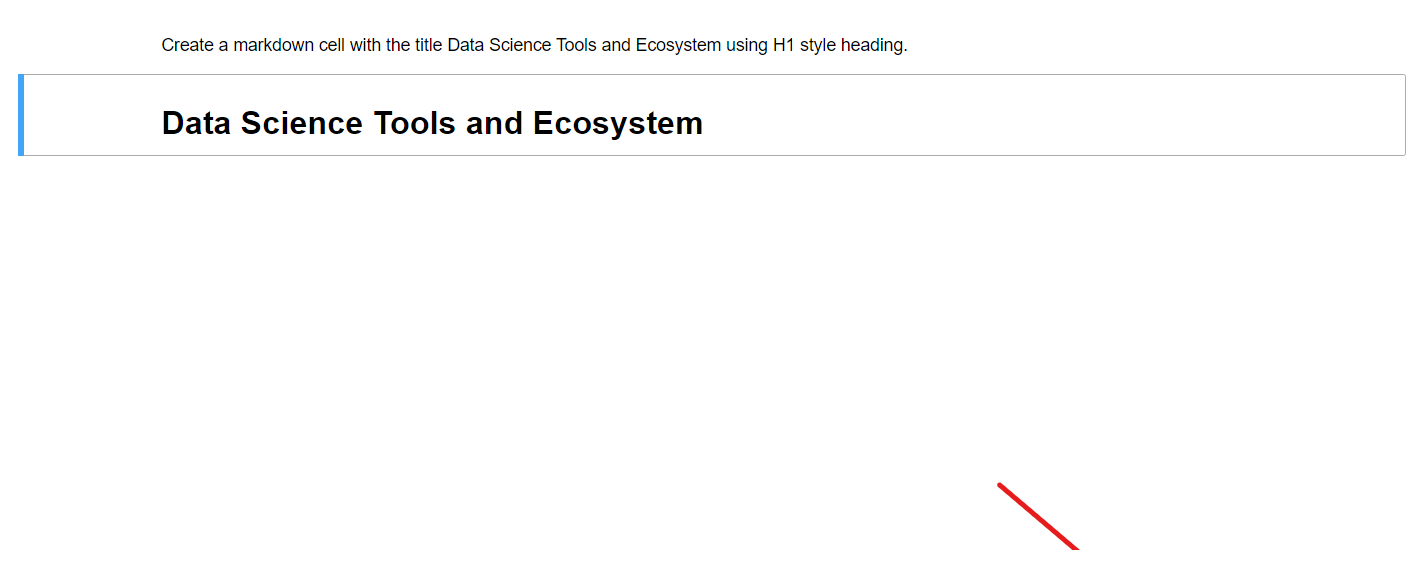 Create a markdown cell with the title Data Science Tools and Ecosystem using H1 style heading.
Data Science Tools and Ecosystem